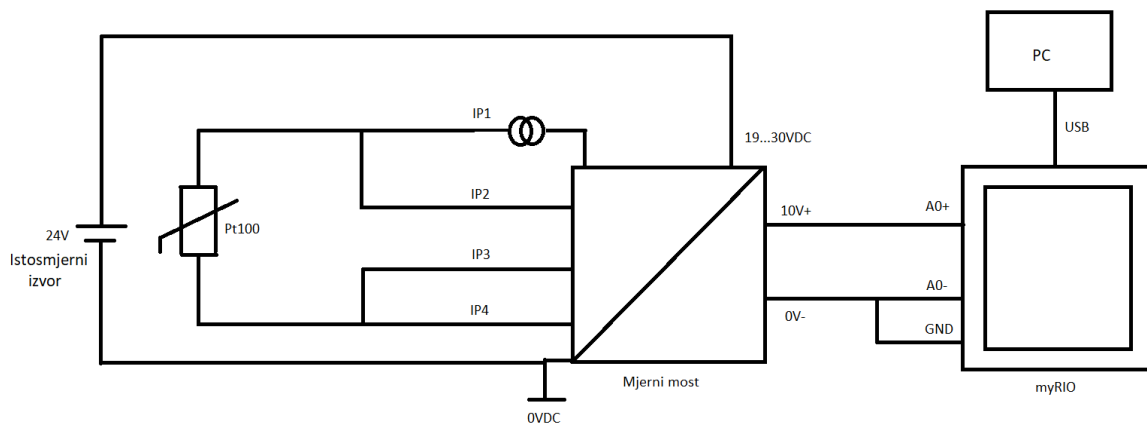 PC
IP1
USB
19...30VDC
IP2
10V+
A0+
Pt100
24V
Istosmjerni
izvor
IP3
A0-
IP4
0V-
GND
Mjerni most
myRIO
0VDC